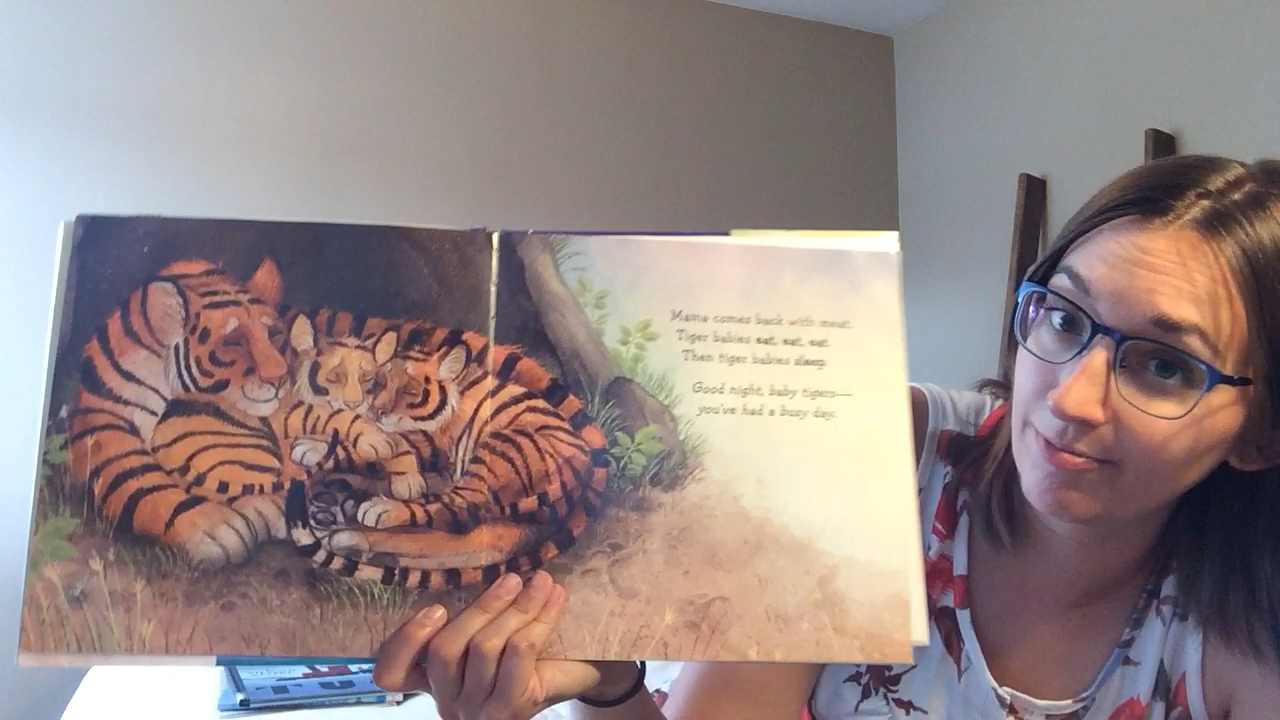 Mama comes back with meat.
Tiger babies eat, eat, eat.
Then tiger babies sleep.
Good night, baby tigers—
you've had a busy day.
TU